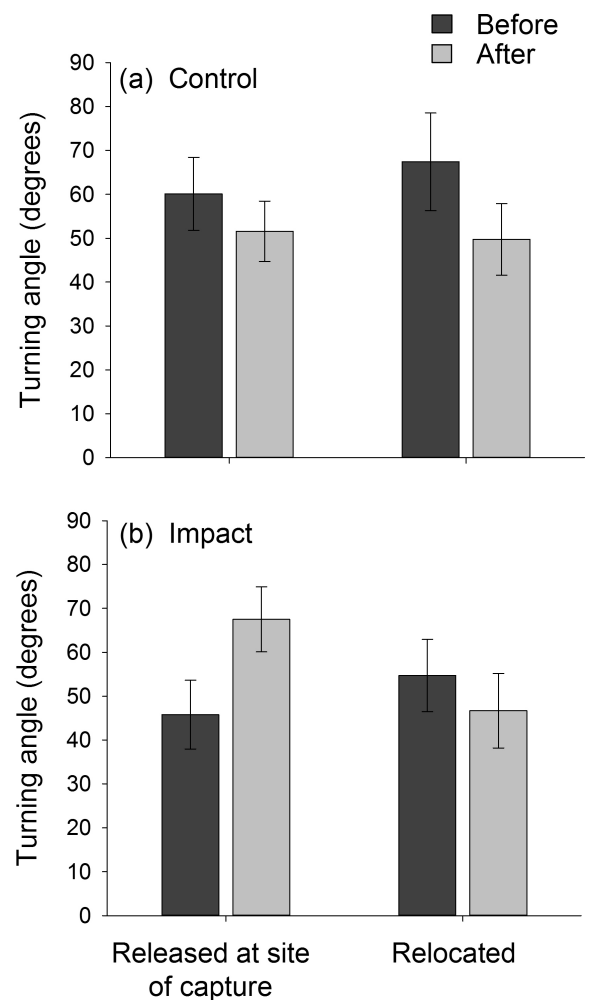 Before
After
(a) Control
90
80
70
60
50
40
30
20
10
0
Turning angle (degrees)
(b) Impact
90
80
70
60
50
40
30
20
10
0
Turning angle (degrees)
Released at site
of capture
Relocated